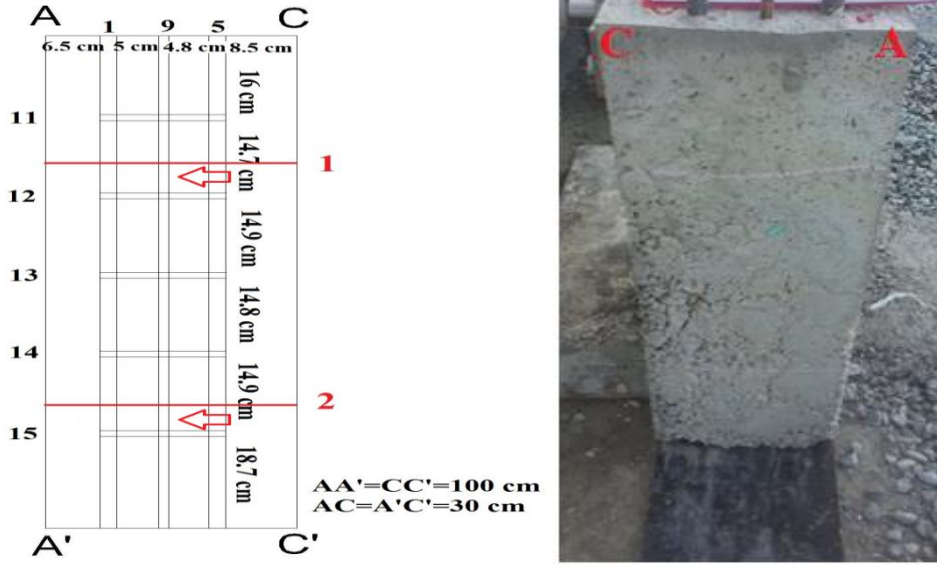 A C
1 9 5
6.5 cm 5 cm 4.8 cm 8.5 cm
16 cm
11
14.7 cm
1
12
14.9 cm
13
14.8 cm
14
14.9 cm
2
15
18.7 cm
A' C'
AA'=CC'=100 cm
AC=A'C'=30 cm
C A